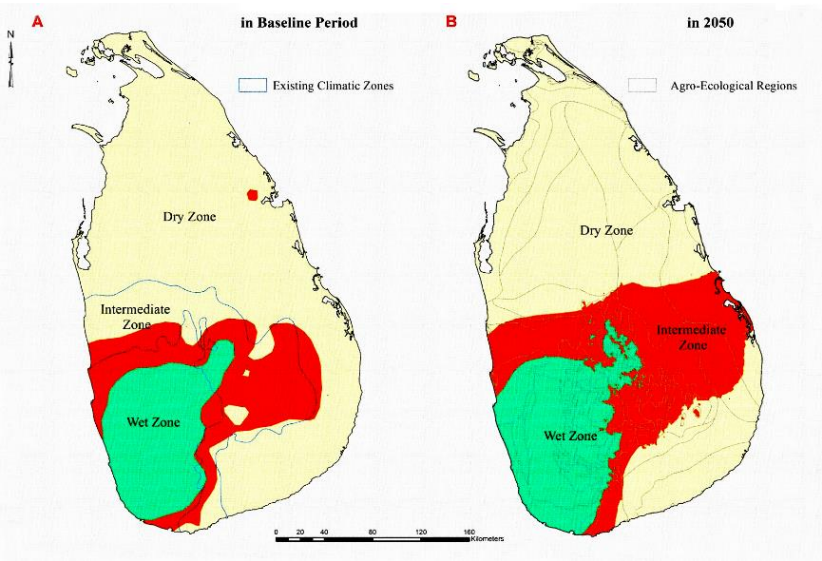 A
in Baseline Period
B
in 2050
N
Existing Climatic Zones
Agro-Ecological Regions
Dry Zone
Dry Zone
Intermediate
Zone
Intermediate
Zone
Wet Zone
Wet Zone
0 20 40 80 120 160
Kilometers